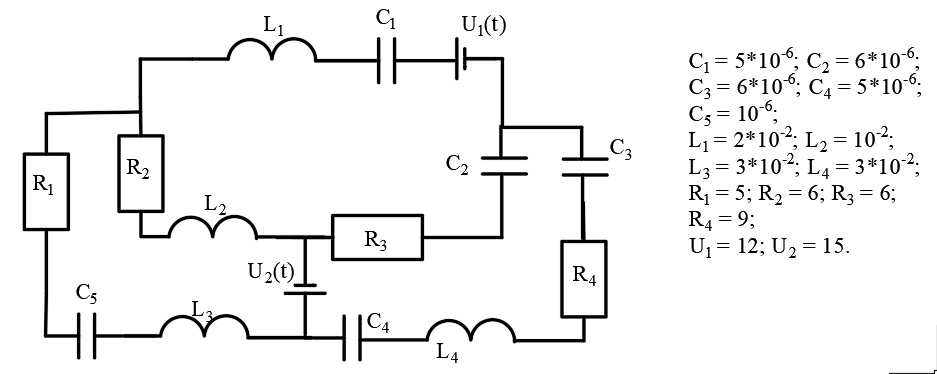 L₁
C₁
U₁(t)
R₁
R₂
C₂
C₃
L₂
R₃
U₂(t)
R₄
C₅
L₃
C₄
L₄
C₁ = 5*10⁻⁶; C₂ = 6*10⁻⁶;
C₃ = 6*10⁻⁶; C₄ = 5*10⁻⁶;
C₅ = 10⁻⁶;
L₁ = 2*10⁻²; L₂ = 10⁻²;
L₃ = 3*10⁻²; L₄ = 3*10⁻²;
R₁ = 5; R₂ = 6; R₃ = 6;
R₄ = 9;
U₁ = 12; U₂ = 15.